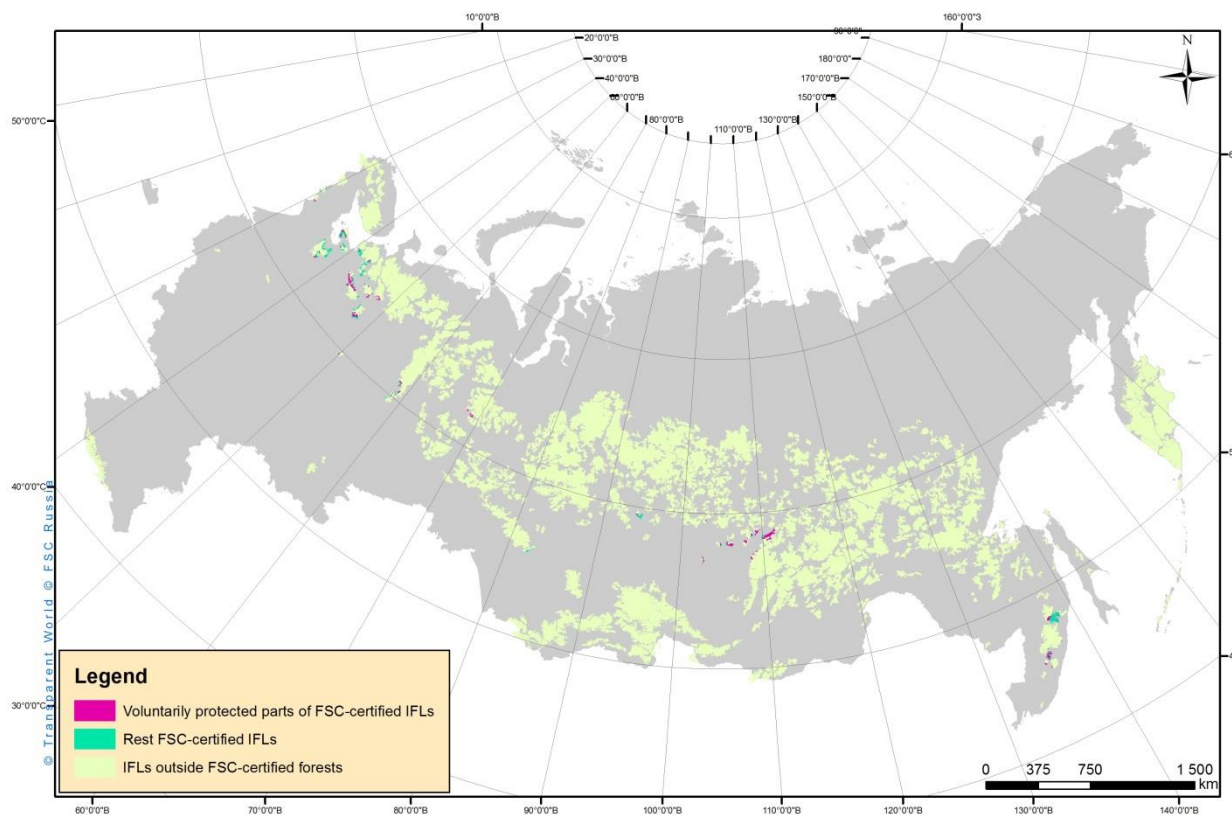 10°0'0"B
160°0'0"3
20°0'0"B
30°0'0"B
40°0'0"B
80°0'0"B
110°0'0"B
130°0'0"B
150°0'0"B
170°0'0"B
180°0'0"
N
50°0'0"C
40°0'0"C
30°0'0"C
© Transparent World © FSC Russia
Legend
Voluntarily protected parts of FSC-certified IFLs
Rest FSC-certified IFLs
IFLs outside FSC-certified forests
0 375 750 1 500
km
60°0'0"B
70°0'0"B
80°0'0"B
90°0'0"B
100°0'0"B
110°0'0"B
120°0'0"B
130°0'0"B
140°0'0"B